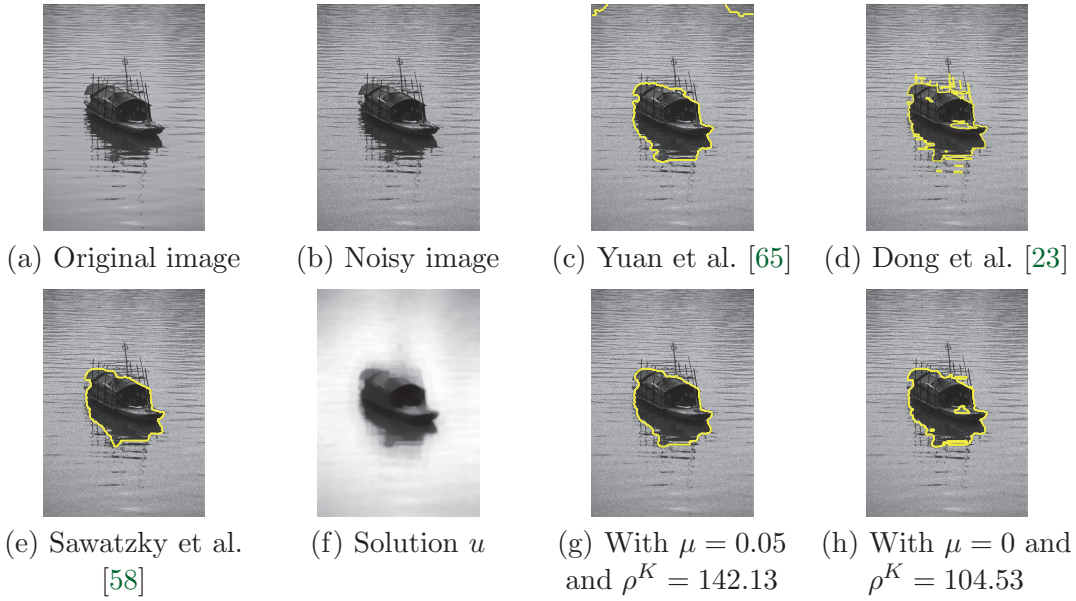 (a) Original image
(b) Noisy image
(c) Yuan et al. [65]
(d) Dong et al. [23]
(e) Sawatzky et al.
[58]
(f) Solution u
(g) With μ = 0.05
and ρ^K = 142.13
(h) With μ = 0 and
ρ^K = 104.53